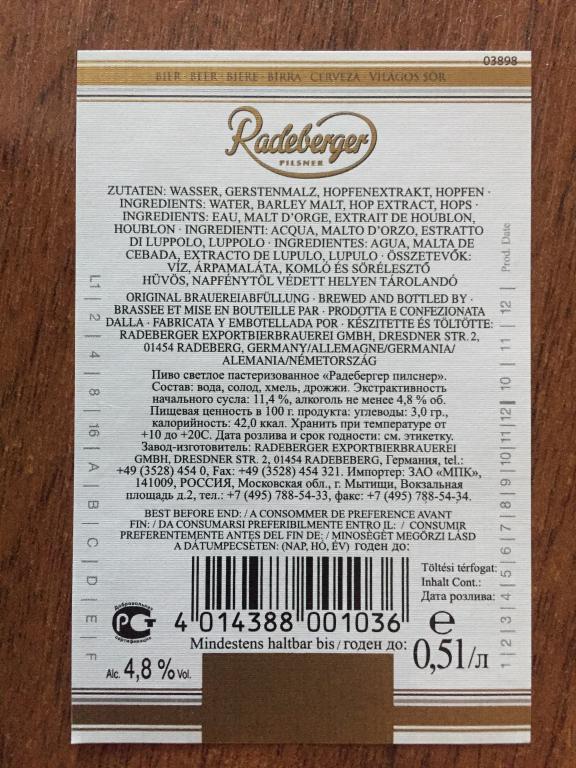 03898
BIER · BEER · BIERE · BIRRA · CERVEZA · VILÁGOS SÖR
Radeberger
PILSNER
ZUTATEN: WASSER, GERSTENMALZ, HOPFENEXTRAKT, HOPFEN ·
INGREDIENTS: WATER, BARLEY MALT, HOP EXTRACT, HOPS ·
INGREDIENTS: EAU, MALT D'ORGE, EXTRAIT DE HOUBLON,
HOUBLON · INGREDIENTI: ACQUA, MALTO D'ORZO, ESTRATTO
DI LUPPOLO, LUPPOLO · INGREDIENTES: AGUA, MALTA DE
CEBADA, EXTRACTO DE LUPULO, LUPULO · ÖSSZETEVŐK:
VÍZ, ÁRPAMALÁTA, KOMLÓ ÉS SÖRÉLESZTŐ
HŰVÖS, NAPFÉNYTŐL VÉDETT HELYEN TÁROLANDÓ
ORIGINAL BRAUEREIABFÜLLUNG · BREWED AND BOTTLED BY ·
BRASSEE ET MISE EN BOUTEILLE PAR · PRODOTTA E CONFEZIONATA
DALLA · FABRICATA Y EMBOTELLADA POR · KÉSZITETTE ÉS TÖLTÖTTE:
RADEBERGER EXPORTBIERBRAUEREI GMBH, DRESDNER STR. 2,
01454 RADEBERG, GERMANY/ALLEMAGNE/GERMANIA/
ALEMANIA/NÉMETORSZÁG
Пиво светлое пастеризованное «Радебергер пилснер».
Состав: вода, солод, хмель, дрожжи. Экстрактивность
начального сусла: 11,4 %, алкоголь не менее 4,8 % об.
Пищевая ценность в 100 г. продукта: углеводы: 3,0 гр.,
калорийность: 42,0 ккал. Хранить при температуре от
+10 до +20С. Дата розлива и срок годности: см. этикетку.
Завод-изготовитель: RADEBERGER EXPORTBIERBRAUEREI
GMBH, DRESDNER STR. 2, 01454 RADEBEBERG, Германия, tel.:
+49 (3528) 454 0, Fax: +49 (3528) 454 321. Импортер: ЗАО «МПК»,
141009, РОССИЯ, Московская обл., г. Мытищи, Вокзальная
площадь д.2, тел.: +7 (495) 788-54-33, факс: +7 (495) 788-54-34.
BEST BEFORE END: / A CONSOMMER DE PREFERENCE AVANT
FIN: / DA CONSUMARSI PREFERIBILMENTE ENTRO IL: / CONSUMIR
PREFERENTEMENTE ANTES DEL FIN DE: / MINOSÉGÉT MEGŐRZI LÁSD
A DÁTUMPECSÉTEN: (NAP, HÓ, ÉV) годен до:
Töltési térfogat:
Inhalt Cont.:
Дата розлива:
4 014388 001036
Добровольная
РСТ
сертификация
Mindestens haltbar bis / годен до:
e
0,5l/л
Alc. 4,8 % Vol.
L1 | 2 | 4 | 8 | 16 | A | B | C | D | E | F
1 | 2 | 3 | 4 | 5 | 6 | 7 | 8 | 9 | 10 | 11 | 12 | 10 | 11 | 12 | Prod. Date